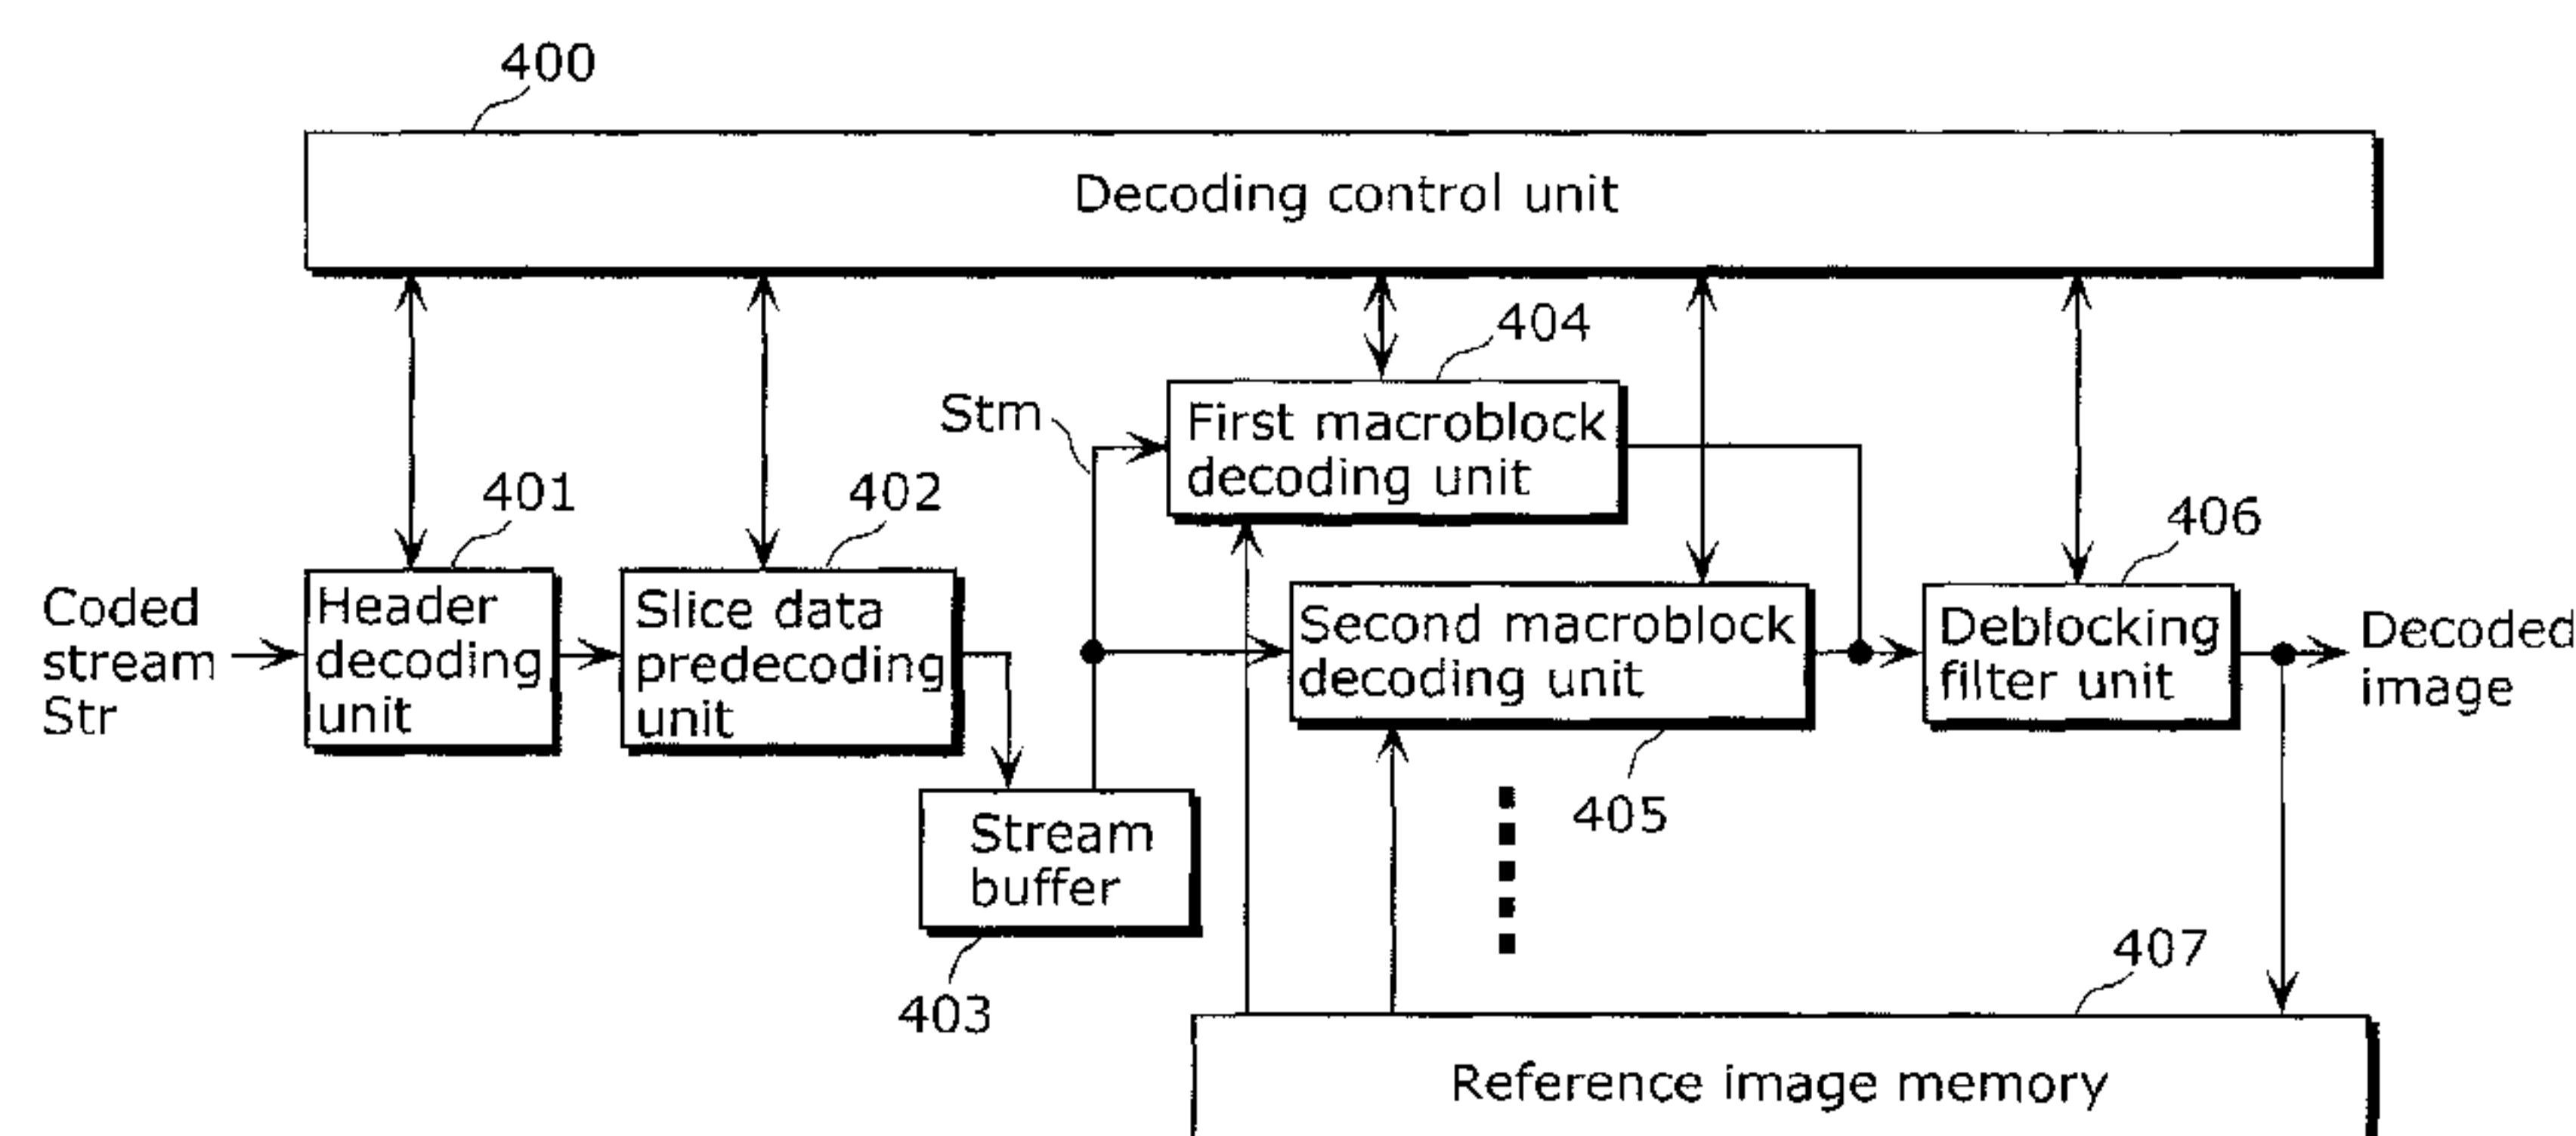 400
Decoding control unit
404
Stm
First macroblock
decoding unit
401
402
406
Coded
stream
Str
Header
decoding
unit
Slice data
predecoding
unit
Second macroblock
decoding unit
Deblocking
filter unit
Decoded
image
405
Stream
buffer
403
407
Reference image memory